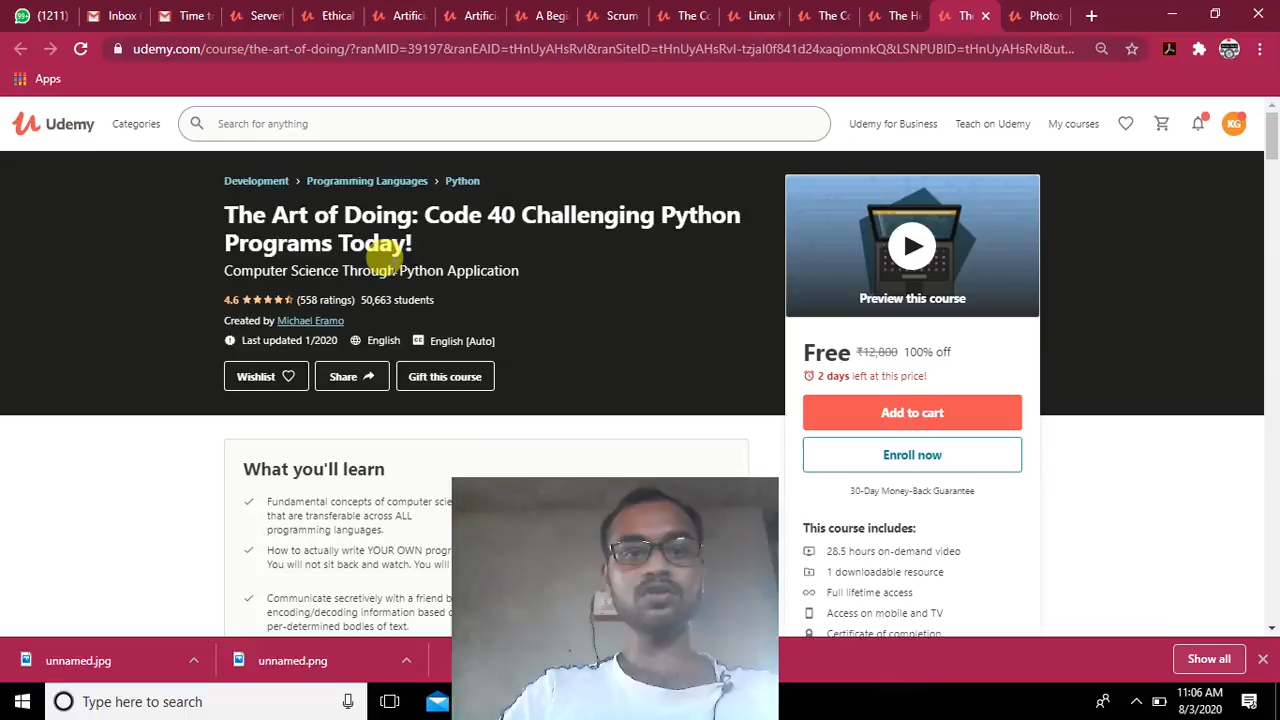 (1211)
Inbox (
Time to
Server
Ethical
Artifici
Artifici
A Begi
Scrum
The Co
Linux M
The Co
The He
The
Photos
udemy.com/course/the-art-of-doing/?ranMID=39197&ranEAID=tHnUyAHsRvI&ranSiteID=tHnUyAHsRvI-tzjal0f841d24xaqjomnkQ&LSNPUBID=tHnUyAHsRvI&ut...
Apps
Udemy
Categories
Search for anything
Udemy for Business
Teach on Udemy
My courses
KG
Development > Programming Languages > Python
The Art of Doing: Code 40 Challenging Python
Programs Today!
Computer Science Through Python Application
4.6 (558 ratings) 50,663 students
Created by Michael Eramo
Last updated 1/2020 English English [Auto]
Wishlist
Share
Gift this course
Preview this course
Free ₹12,800 100% off
2 days left at this price!
Add to cart
Enroll now
30-Day Money-Back Guarantee
This course includes:
28.5 hours on-demand video
1 downloadable resource
Full lifetime access
Access on mobile and TV
Certificate of completion
What you'll learn
Fundamental concepts of computer scie
that are transferable across ALL
programming languages.
How to actually write YOUR OWN progr
You will not sit back and watch. You will
Communicate secretively with a friend b
encoding/decoding information based o
per-determined bodies of text.
unnamed.jpg
unnamed.png
Show all
Type here to search
11:06 AM
8/3/2020